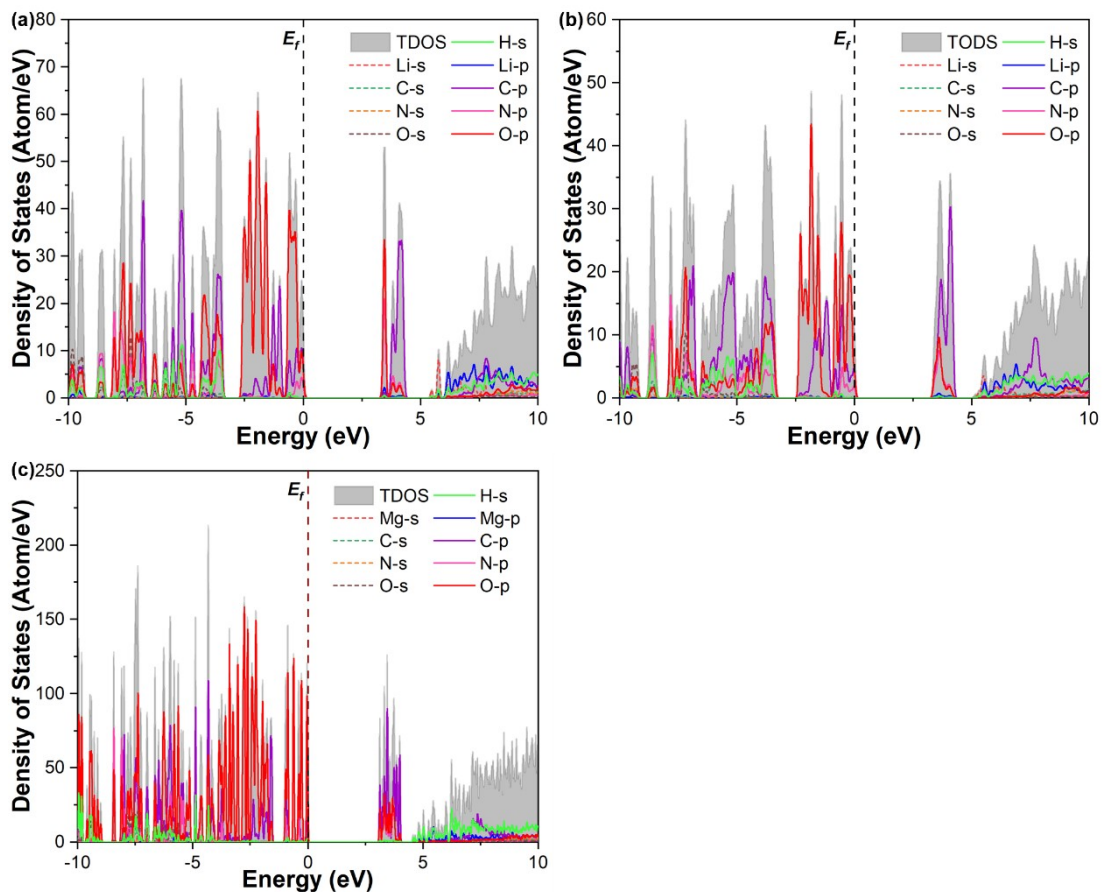 (a)
80
70
60
50
40
30
20
10
0
Density of States (Atom/eV)
E_f
TDOS H-s
Li-s Li-p
C-s C-p
N-s N-p
O-s O-p
-10 -5 0 5 10
Energy (eV)
(b)
60
50
40
30
20
10
0
Density of States (Atom/eV)
E_f
TODS H-s
Li-s Li-p
C-s C-p
N-s N-p
O-s O-p
-10 -5 0 5 10
Energy (eV)
(c)
250
200
150
100
50
0
Density of States (Atom/eV)
E_f
TDOS H-s
Mg-s Mg-p
C-s C-p
N-s N-p
O-s O-p
-10 -5 0 5 10
Energy (eV)